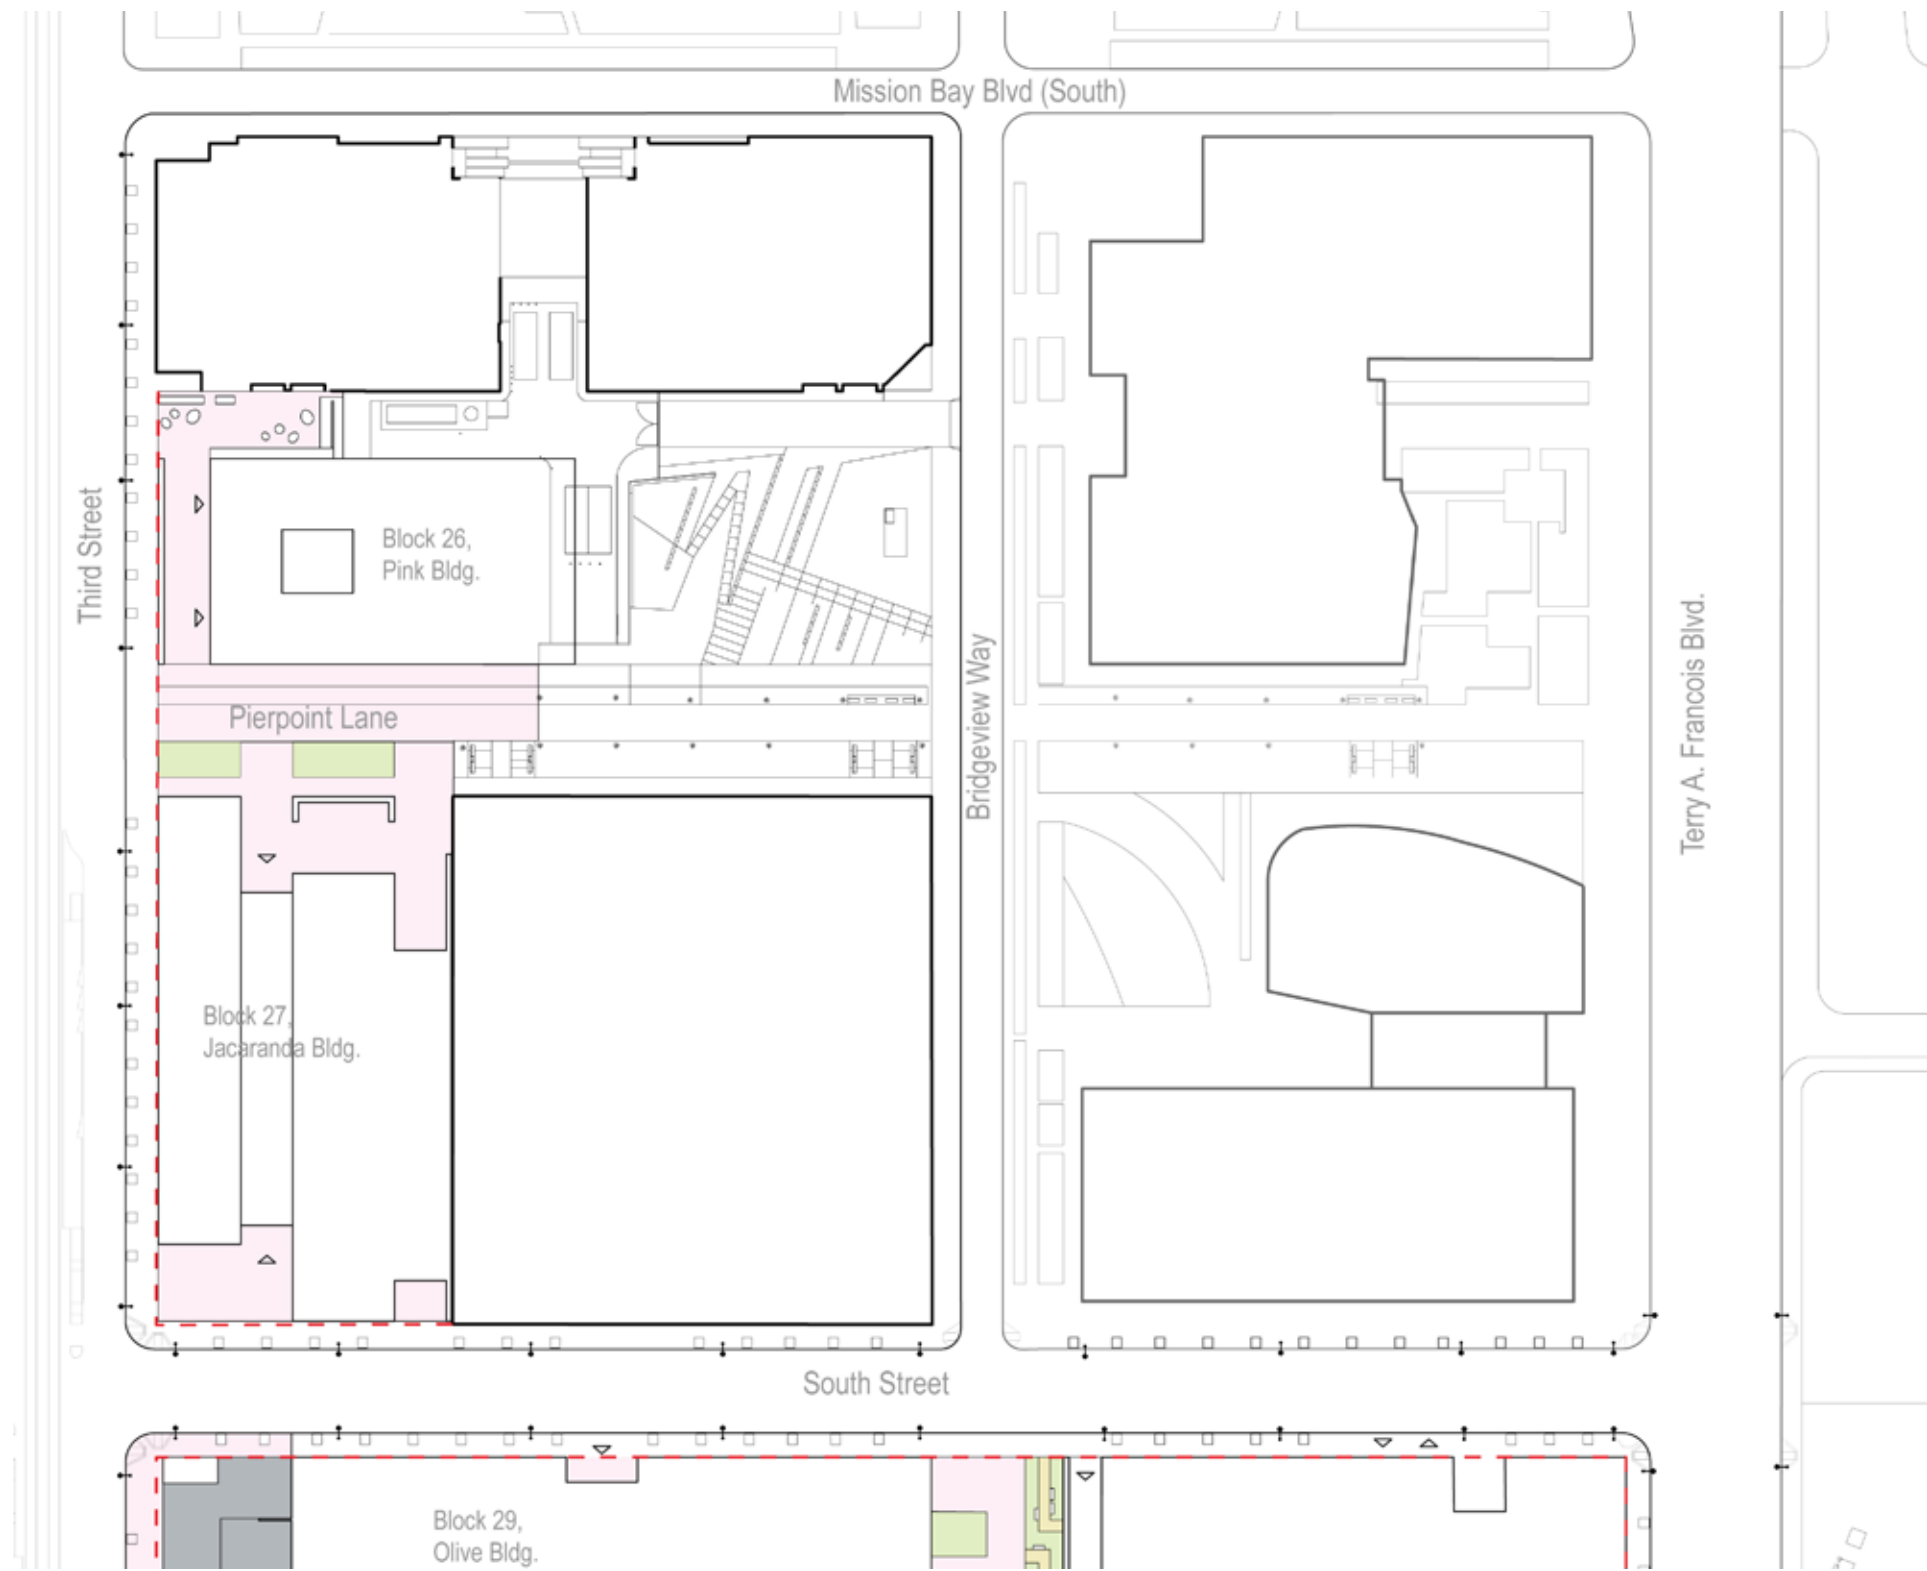 Mission Bay Blvd (South)
Third Street
Block 26,
Pink Bldg.
Pierpoint Lane
Bridgeview Way
Terry A. Francois Blvd.
Block 27,
Jacaranda Bldg.
South Street
Block 29,
Olive Bldg.